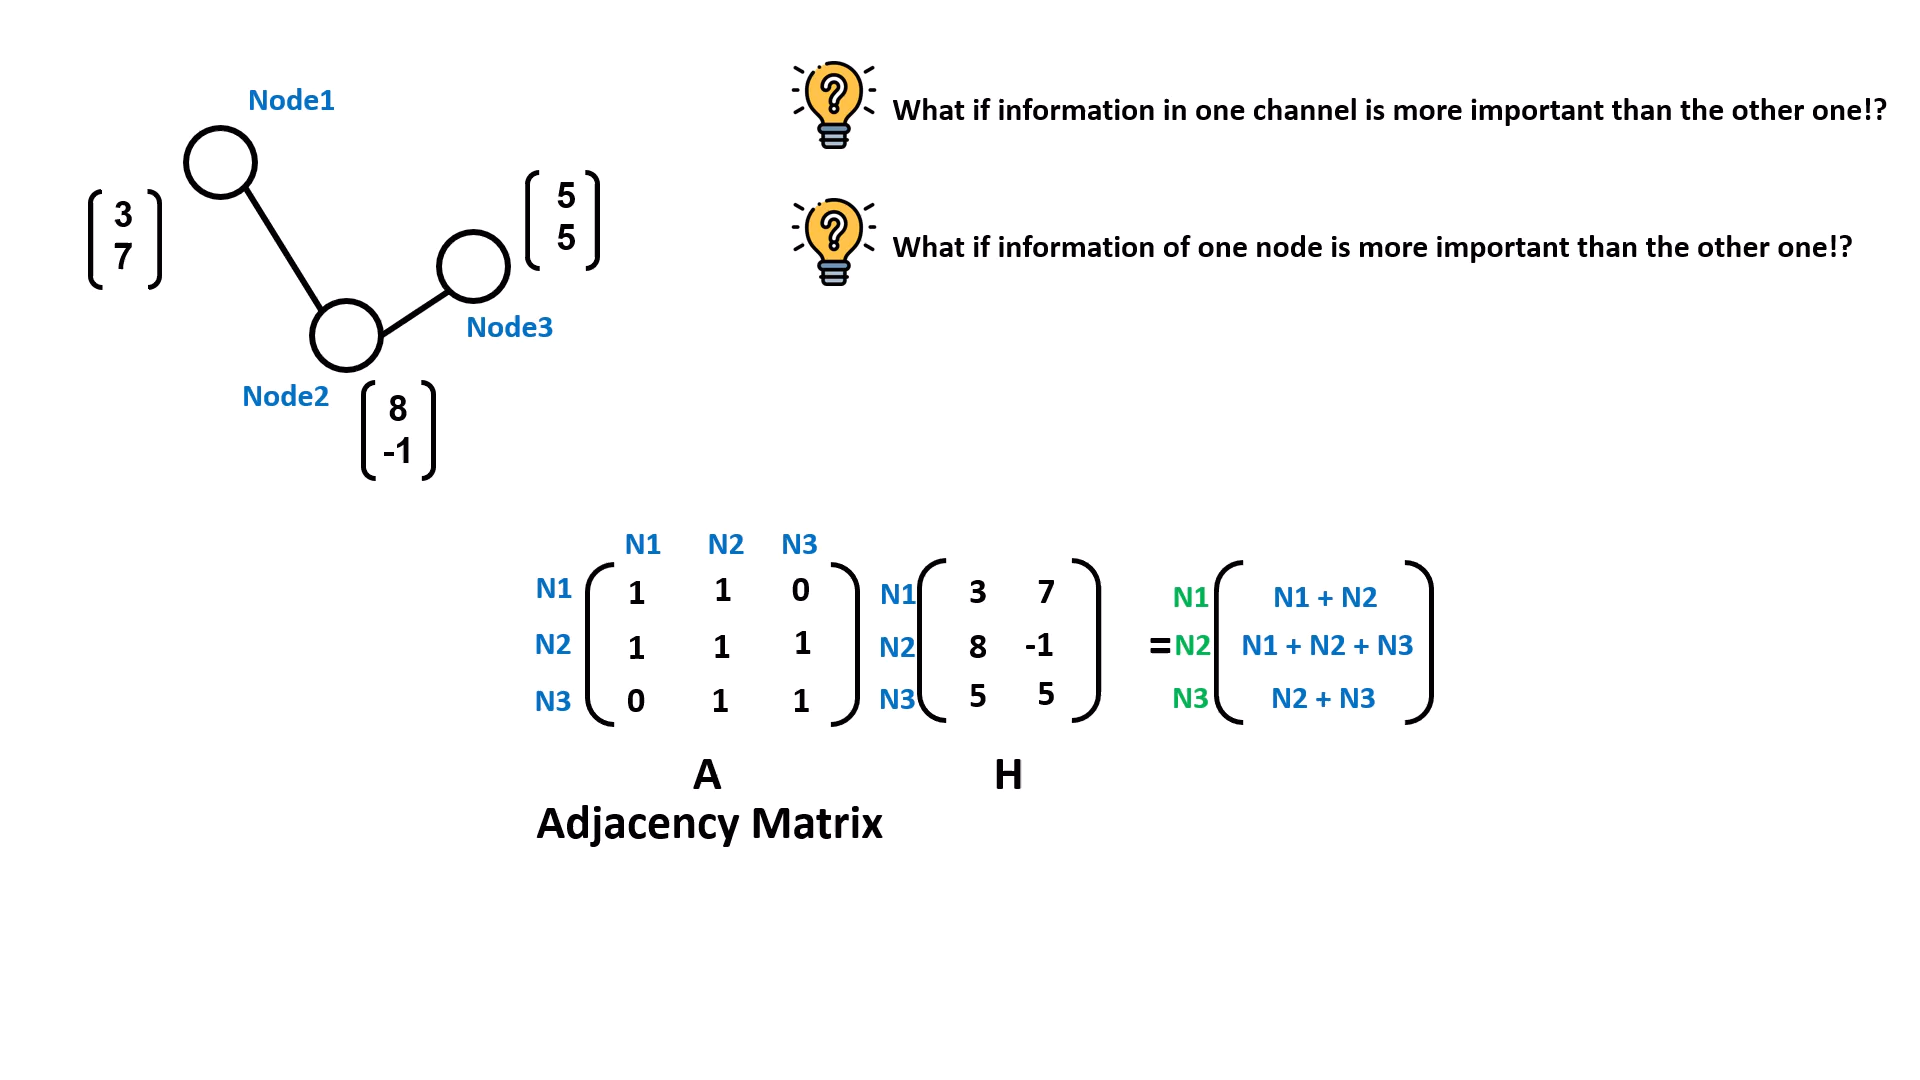 Node1
3
7
5
5
Node3
Node2
8
-1
What if information in one channel is more important than the other one!?
What if information of one node is more important than the other one!?
N1 N2 N3
N1 1 1 0 N1 3 7 N1 N1 + N2
N2 1 1 1 N2 8 -1 = N2 N1 + N2 + N3
N3 0 1 1 N3 5 5 N3 N2 + N3
A H
Adjacency Matrix